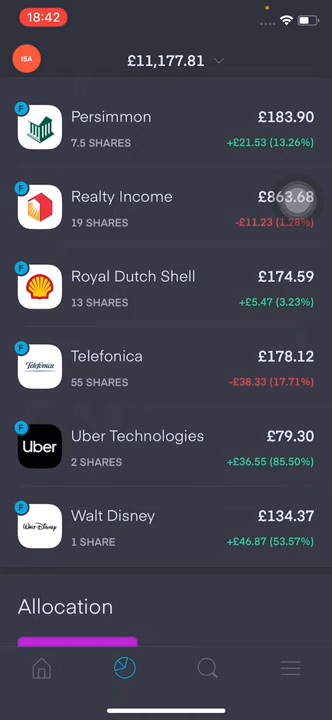 18:42
ISA
£11,177.81
F
Persimmon
£183.90
7.5 SHARES
+£21.53 (13.26%)
F
Realty Income
£863.68
19 SHARES
-£11.23 (1.28%)
F
Royal Dutch Shell
£174.59
13 SHARES
+£5.47 (3.23%)
F
Telefonica
Telefonica
£178.12
55 SHARES
-£38.33 (17.71%)
F
Uber
Uber Technologies
£79.30
2 SHARES
+£36.55 (85.50%)
F
WALT DISNEY
Walt Disney
£134.37
1 SHARE
+£46.87 (53.57%)
Allocation